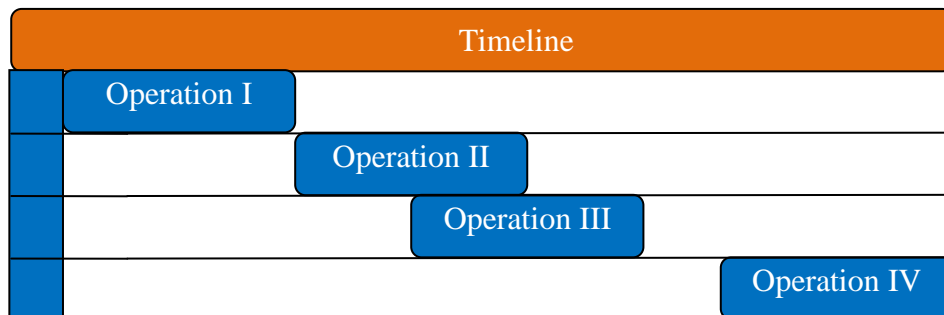 Timeline
Operation I
Operation II
Operation III
Operation IV